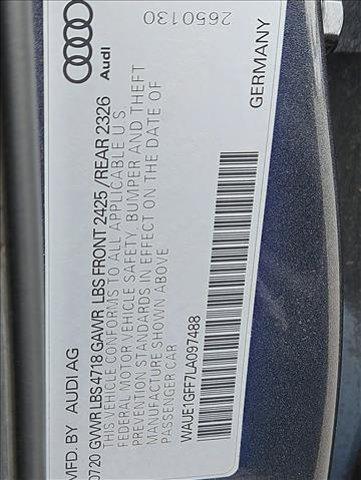 MFD. BY AUDI AG
0720 GVWR LBS 4718 GAWR LBS FRONT 2425 / REAR 2326
THIS VEHICLE CONFORMS TO ALL APPLICABLE U S
FEDERAL MOTOR VEHICLE SAFETY, BUMPER AND THEFT
PREVENTION STANDARDS IN EFFECT ON THE DATE OF
MANUFACTURE SHOWN ABOVE
PASSENGER CAR
WAUE1GFF7LA097488
Audi
2650130
GERMANY